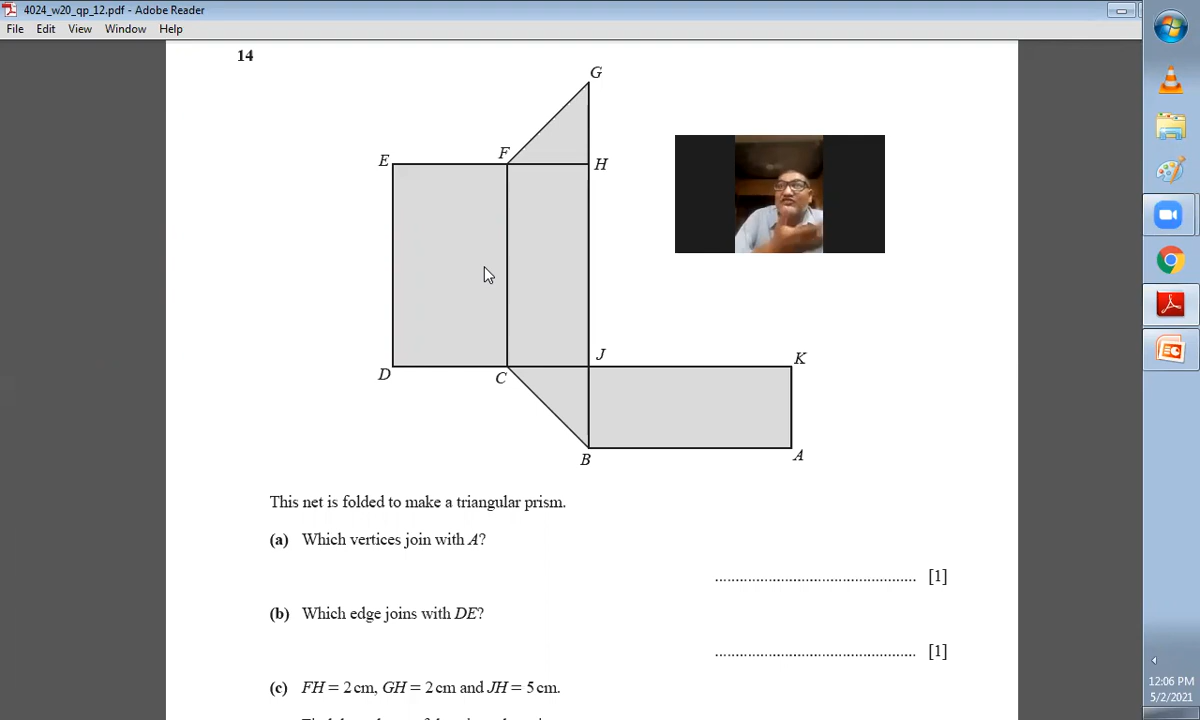 4024_w20_qp_12.pdf - Adobe Reader
File Edit View Window Help
14
G
E
F
H
D
C
J
K
B
A
This net is folded to make a triangular prism.
(a) Which vertices join with A?
.................................................. [1]
(b) Which edge joins with DE?
.................................................. [1]
(c) FH = 2 cm, GH = 2 cm and JH = 5 cm.
12:06 PM
5/2/2021